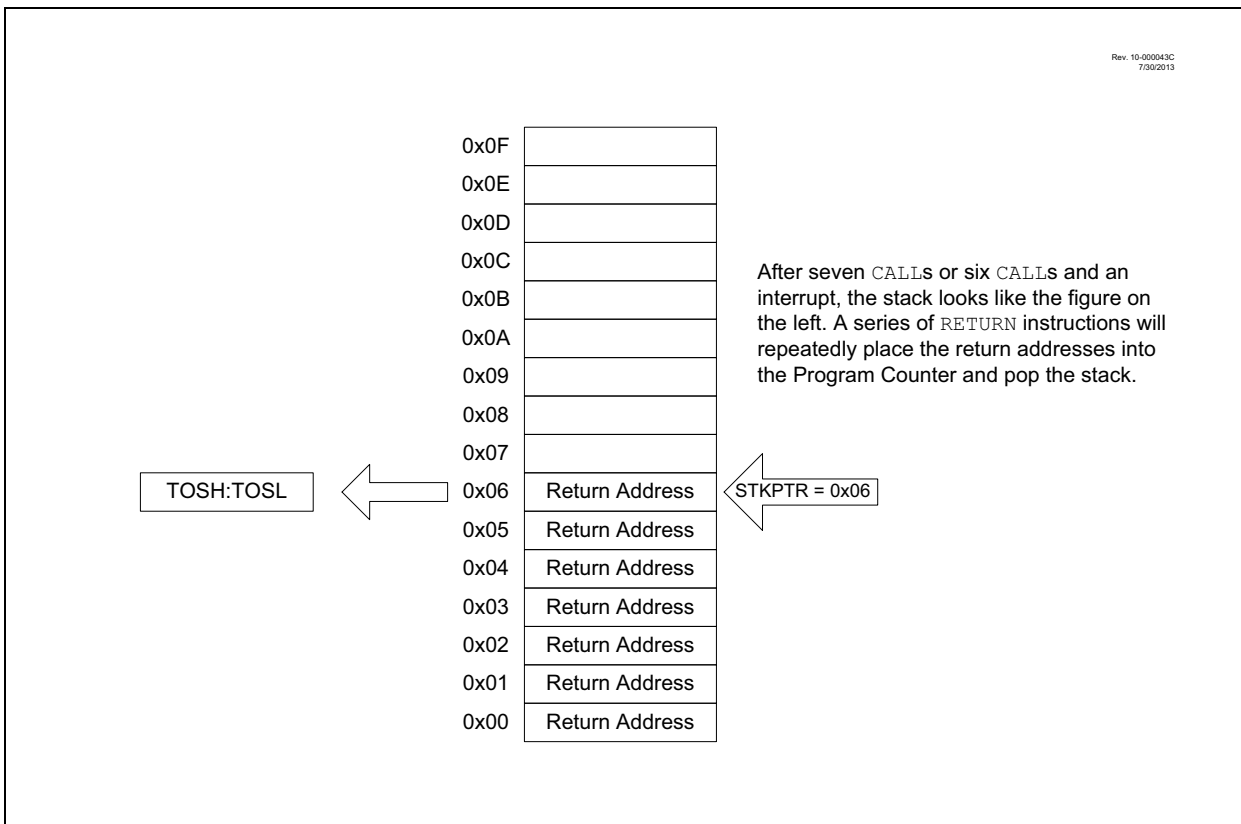 Rev. 10-000043C
7/30/2013
0x0F
0x0E
0x0D
0x0C
0x0B
0x0A
0x09
0x08
0x07
After seven CALLs or six CALLs and an
interrupt, the stack looks like the figure on
the left. A series of RETURN instructions will
repeatedly place the return addresses into
the Program Counter and pop the stack.
TOSH:TOSL
0x06 Return Address
STKPTR = 0x06
0x05 Return Address
0x04 Return Address
0x03 Return Address
0x02 Return Address
0x01 Return Address
0x00 Return Address